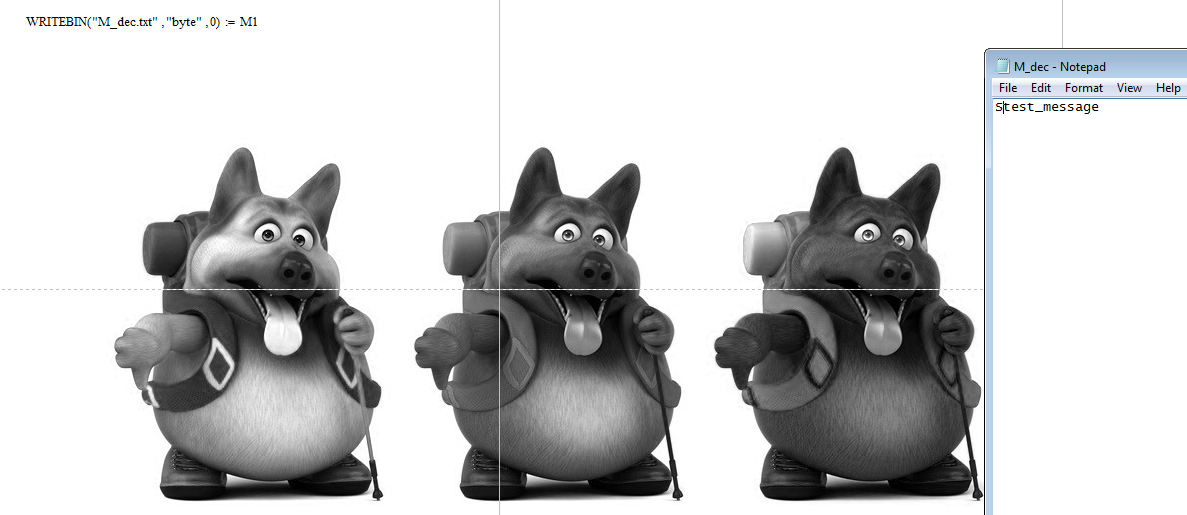 WRITEBIN("M_dec.txt" ,"byte" ,0) := M1
M_dec - Notepad
File Edit Format View Help
Stest_message